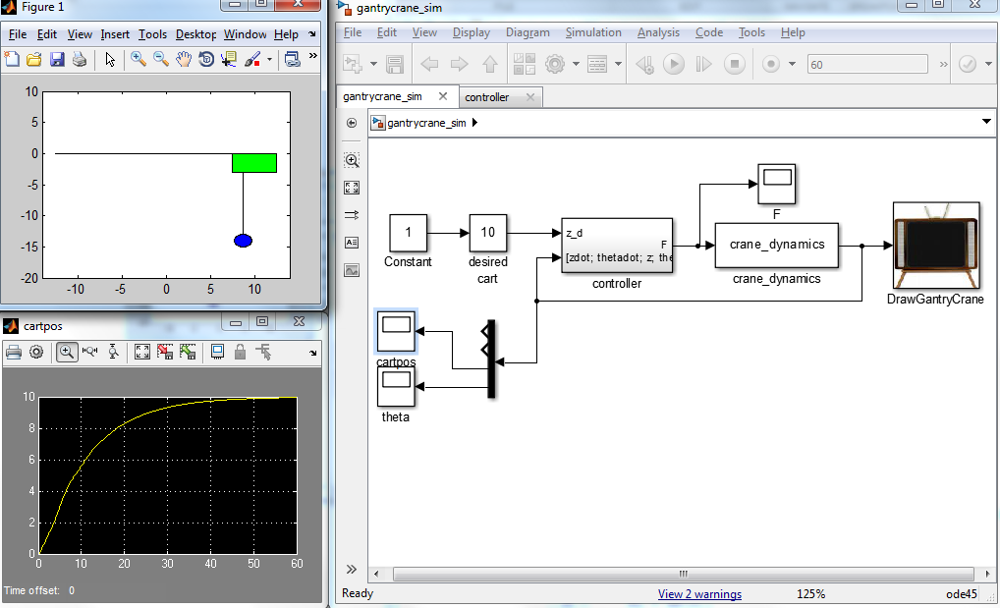 Figure 1
File Edit View Insert Tools Desktop Window Help
10
5
0
-5
-10
-15
-20
-10 -5 0 5 10
cartpos
10
8
6
4
2
0
0 10 20 30 40 50 60
Time offset: 0
gantrycrane_sim
File Edit View Display Diagram Simulation Analysis Code Tools Help
60
gantrycrane_sim controller
gantrycrane_sim
1
Constant
10
desired
cart
z_d
F
[zdot; thetadot; z; the
controller
F
crane_dynamics
crane_dynamics
DrawGantryCrane
cartpos
theta
Ready View 2 warnings 125% ode45